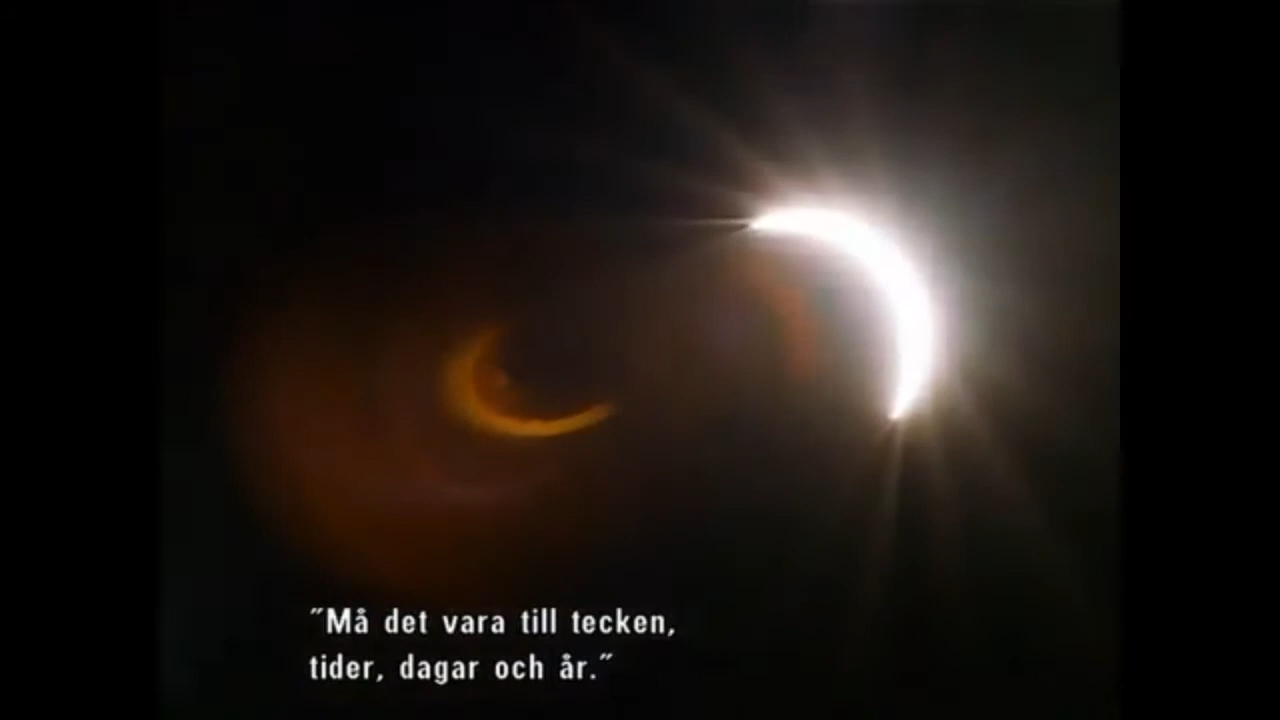 "Må det vara till tecken,
tider, dagar och år."